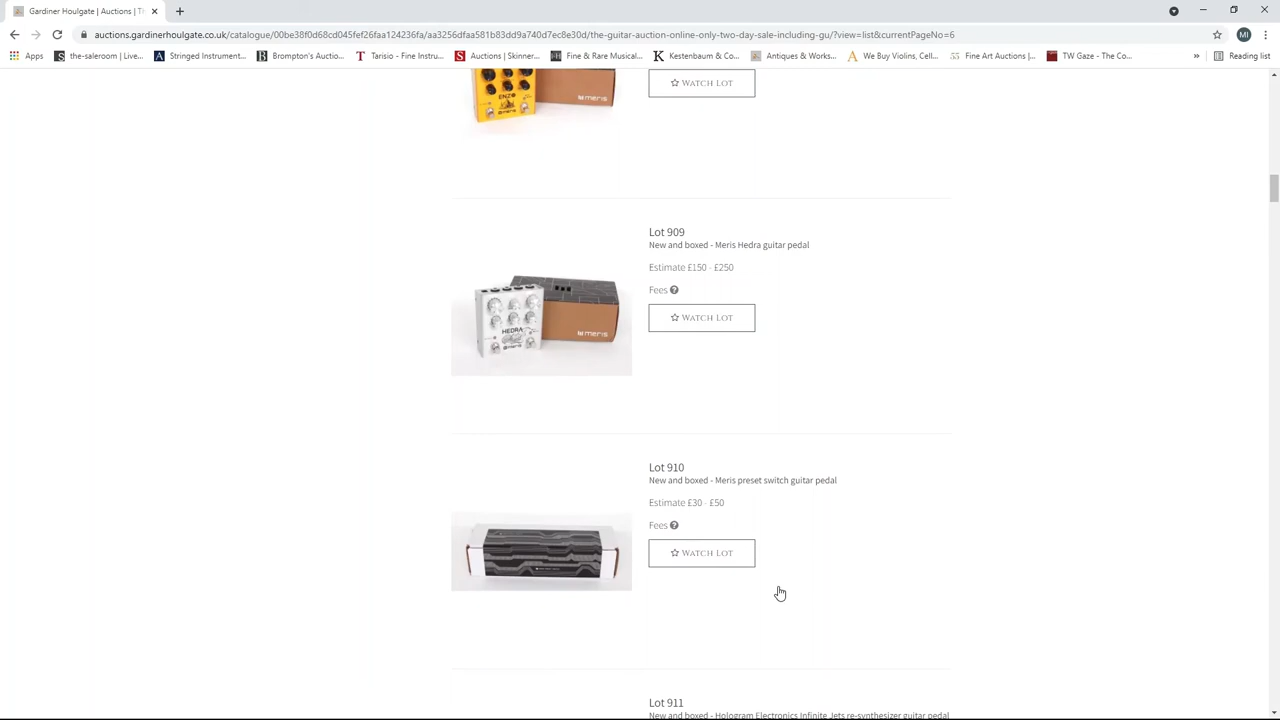 Gardiner Houlgate | Auctions | Th
MI
auctions.gardinerhoulgate.co.uk/catalogue/00be38f0d68cd045fef26faa124236fa/aa3256dfaa581b83dd9a740d7ec8e30d/the-guitar-auction-online-only-two-day-sale-including-gu/?view=list&currentPageNo=6
Apps the-saleroom | Live... Stringed Instrument... Brompton's Auctio... Tarisio - Fine Instru... Auctions | Skinner... Fine & Rare Musical... Kestenbaum & Co... Antiques & Works... We Buy Violins, Cell... Fine Art Auctions |... TW Gaze - The Co... » Reading list
ENZO
meris
meris
☆ WATCH LOT
Lot 909
New and boxed - Meris Hedra guitar pedal
Estimate £150 - £250
Fees ?
☆ WATCH LOT
HEDRA
meris
meris
Lot 910
New and boxed - Meris preset switch guitar pedal
Estimate £30 - £50
Fees ?
☆ WATCH LOT
Lot 911
New and boxed - Hologram Electronics Infinite Jets re-synthesizer guitar pedal